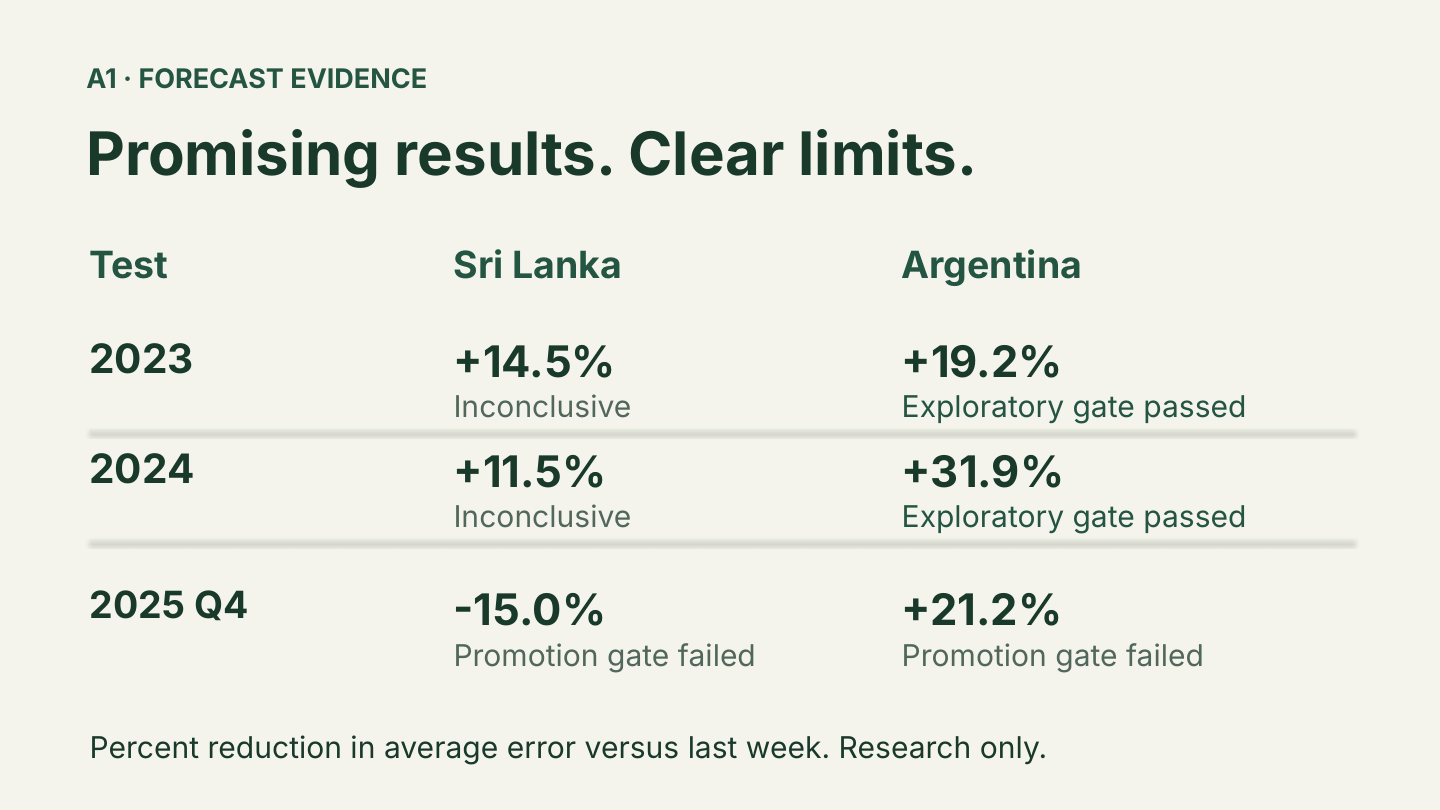 A1 · FORECAST EVIDENCE
Promising results. Clear limits.
Test Sri Lanka Argentina
2023 +14.5% +19.2%
Inconclusive Exploratory gate passed
2024 +11.5% +31.9%
Inconclusive Exploratory gate passed
2025 Q4 -15.0% +21.2%
Promotion gate failed Promotion gate failed
Percent reduction in average error versus last week. Research only.